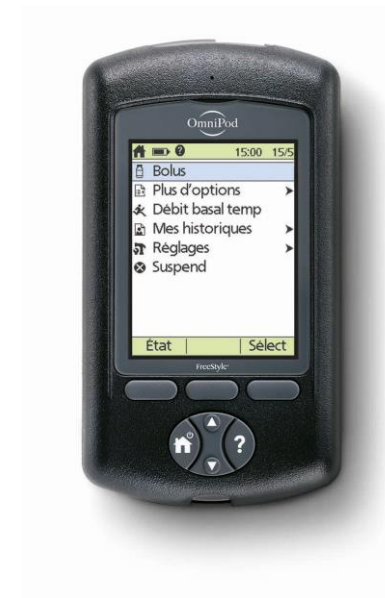 OmniPod
15:00 15/5
Bolus
Plus d'options
Débit basal temp
Mes historiques
Réglages
Suspend
État Sélect
FreeStyle
?